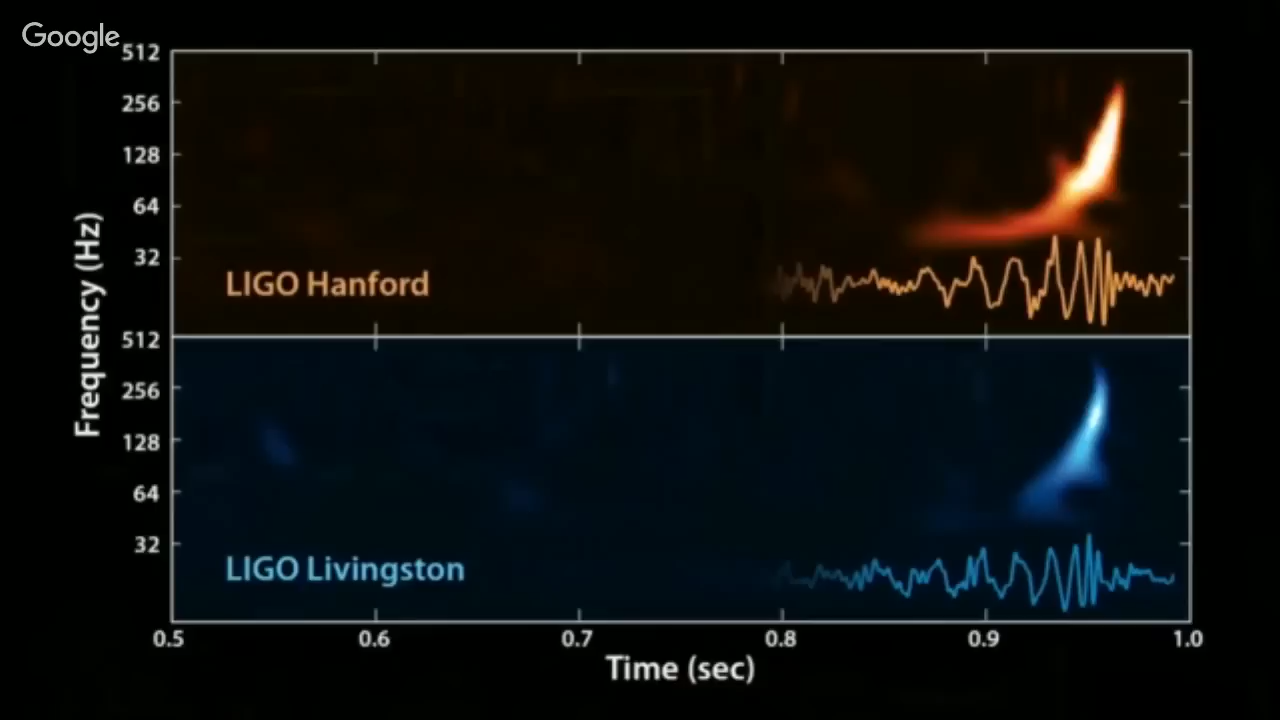 Google
512
256
128
64
32
LIGO Hanford
512
256
128
64
32
LIGO Livingston
Frequency (Hz)
0.5 0.6 0.7 0.8 0.9 1.0
Time (sec)